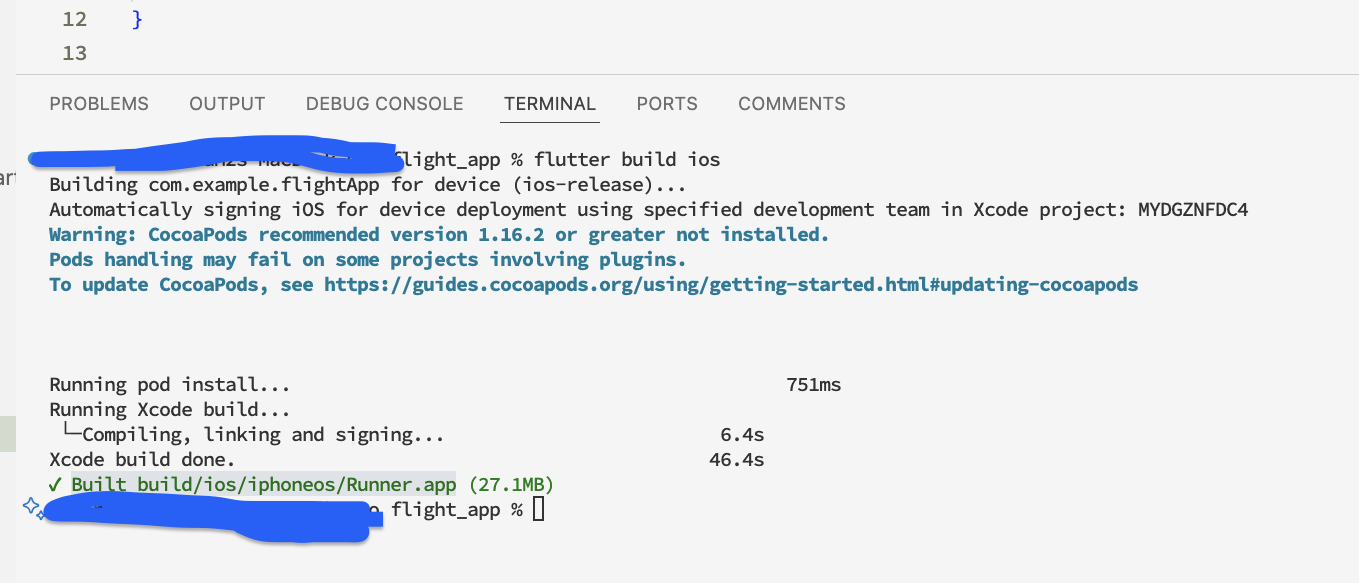 12 }
13
PROBLEMS OUTPUT DEBUG CONSOLE TERMINAL PORTS COMMENTS
flight_app % flutter build ios
Building com.example.flightApp for device (ios-release)...
Automatically signing iOS for device deployment using specified development team in Xcode project: MYDGZNFDC4
Warning: CocoaPods recommended version 1.16.2 or greater not installed.
Pods handling may fail on some projects involving plugins.
To update CocoaPods, see https://guides.cocoapods.org/using/getting-started.html#updating-cocoapods
Running pod install... 751ms
Running Xcode build...
└─Compiling, linking and signing... 6.4s
Xcode build done. 46.4s
✓ Built build/ios/iphoneos/Runner.app (27.1MB)
flight_app %